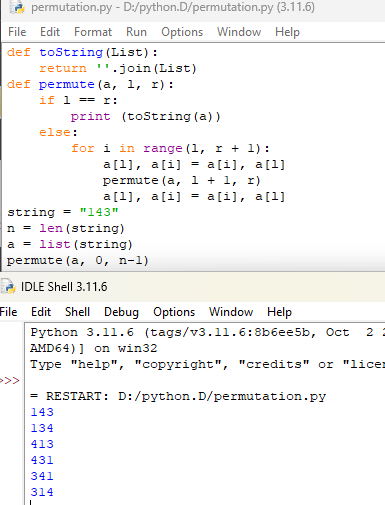 permutation.py - D:/python.D/permutation.py (3.11.6)
File Edit Format Run Options Window Help
def toString(List):
    return ''.join(List)
def permute(a, l, r):
    if l == r:
        print (toString(a))
    else:
        for i in range(l, r + 1):
            a[l], a[i] = a[i], a[l]
            permute(a, l + 1, r)
            a[l], a[i] = a[i], a[l]
string = "143"
n = len(string)
a = list(string)
permute(a, 0, n-1)
IDLE Shell 3.11.6
File Edit Shell Debug Options Window Help
Python 3.11.6 (tags/v3.11.6:8b6ee5b, Oct 2 2
AMD64)] on win32
Type "help", "copyright", "credits" or "licen
>>>
= RESTART: D:/python.D/permutation.py
143
134
413
431
341
314